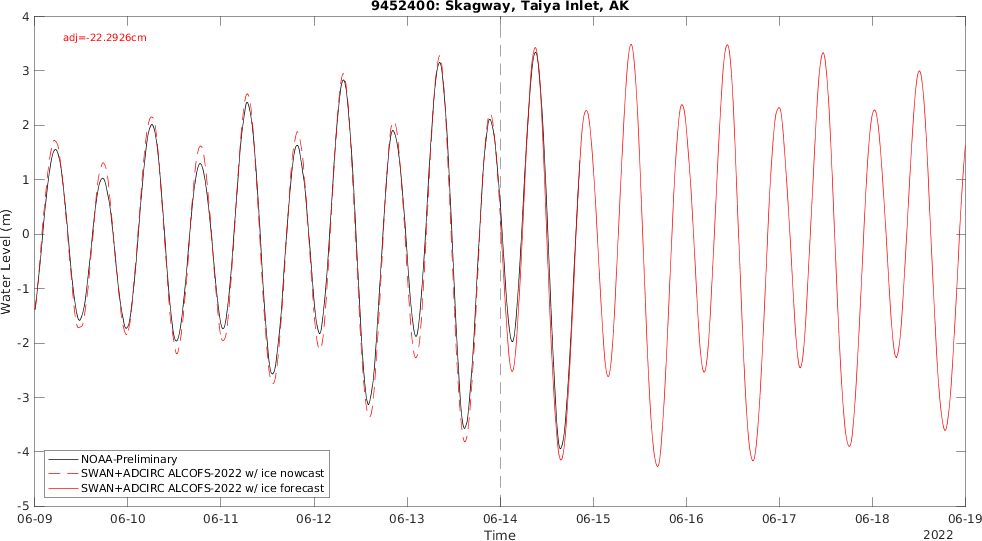 9452400: Skagway, Taiya Inlet, AK
adj=-22.2926cm
Water Level (m)
4
3
2
1
0
-1
-2
-3
-4
-5
NOAA-Preliminary
SWAN+ADCIRC ALCOFS-2022 w/ ice nowcast
SWAN+ADCIRC ALCOFS-2022 w/ ice forecast
06-09 06-10 06-11 06-12 06-13 06-14 06-15 06-16 06-17 06-18 06-19
Time
2022